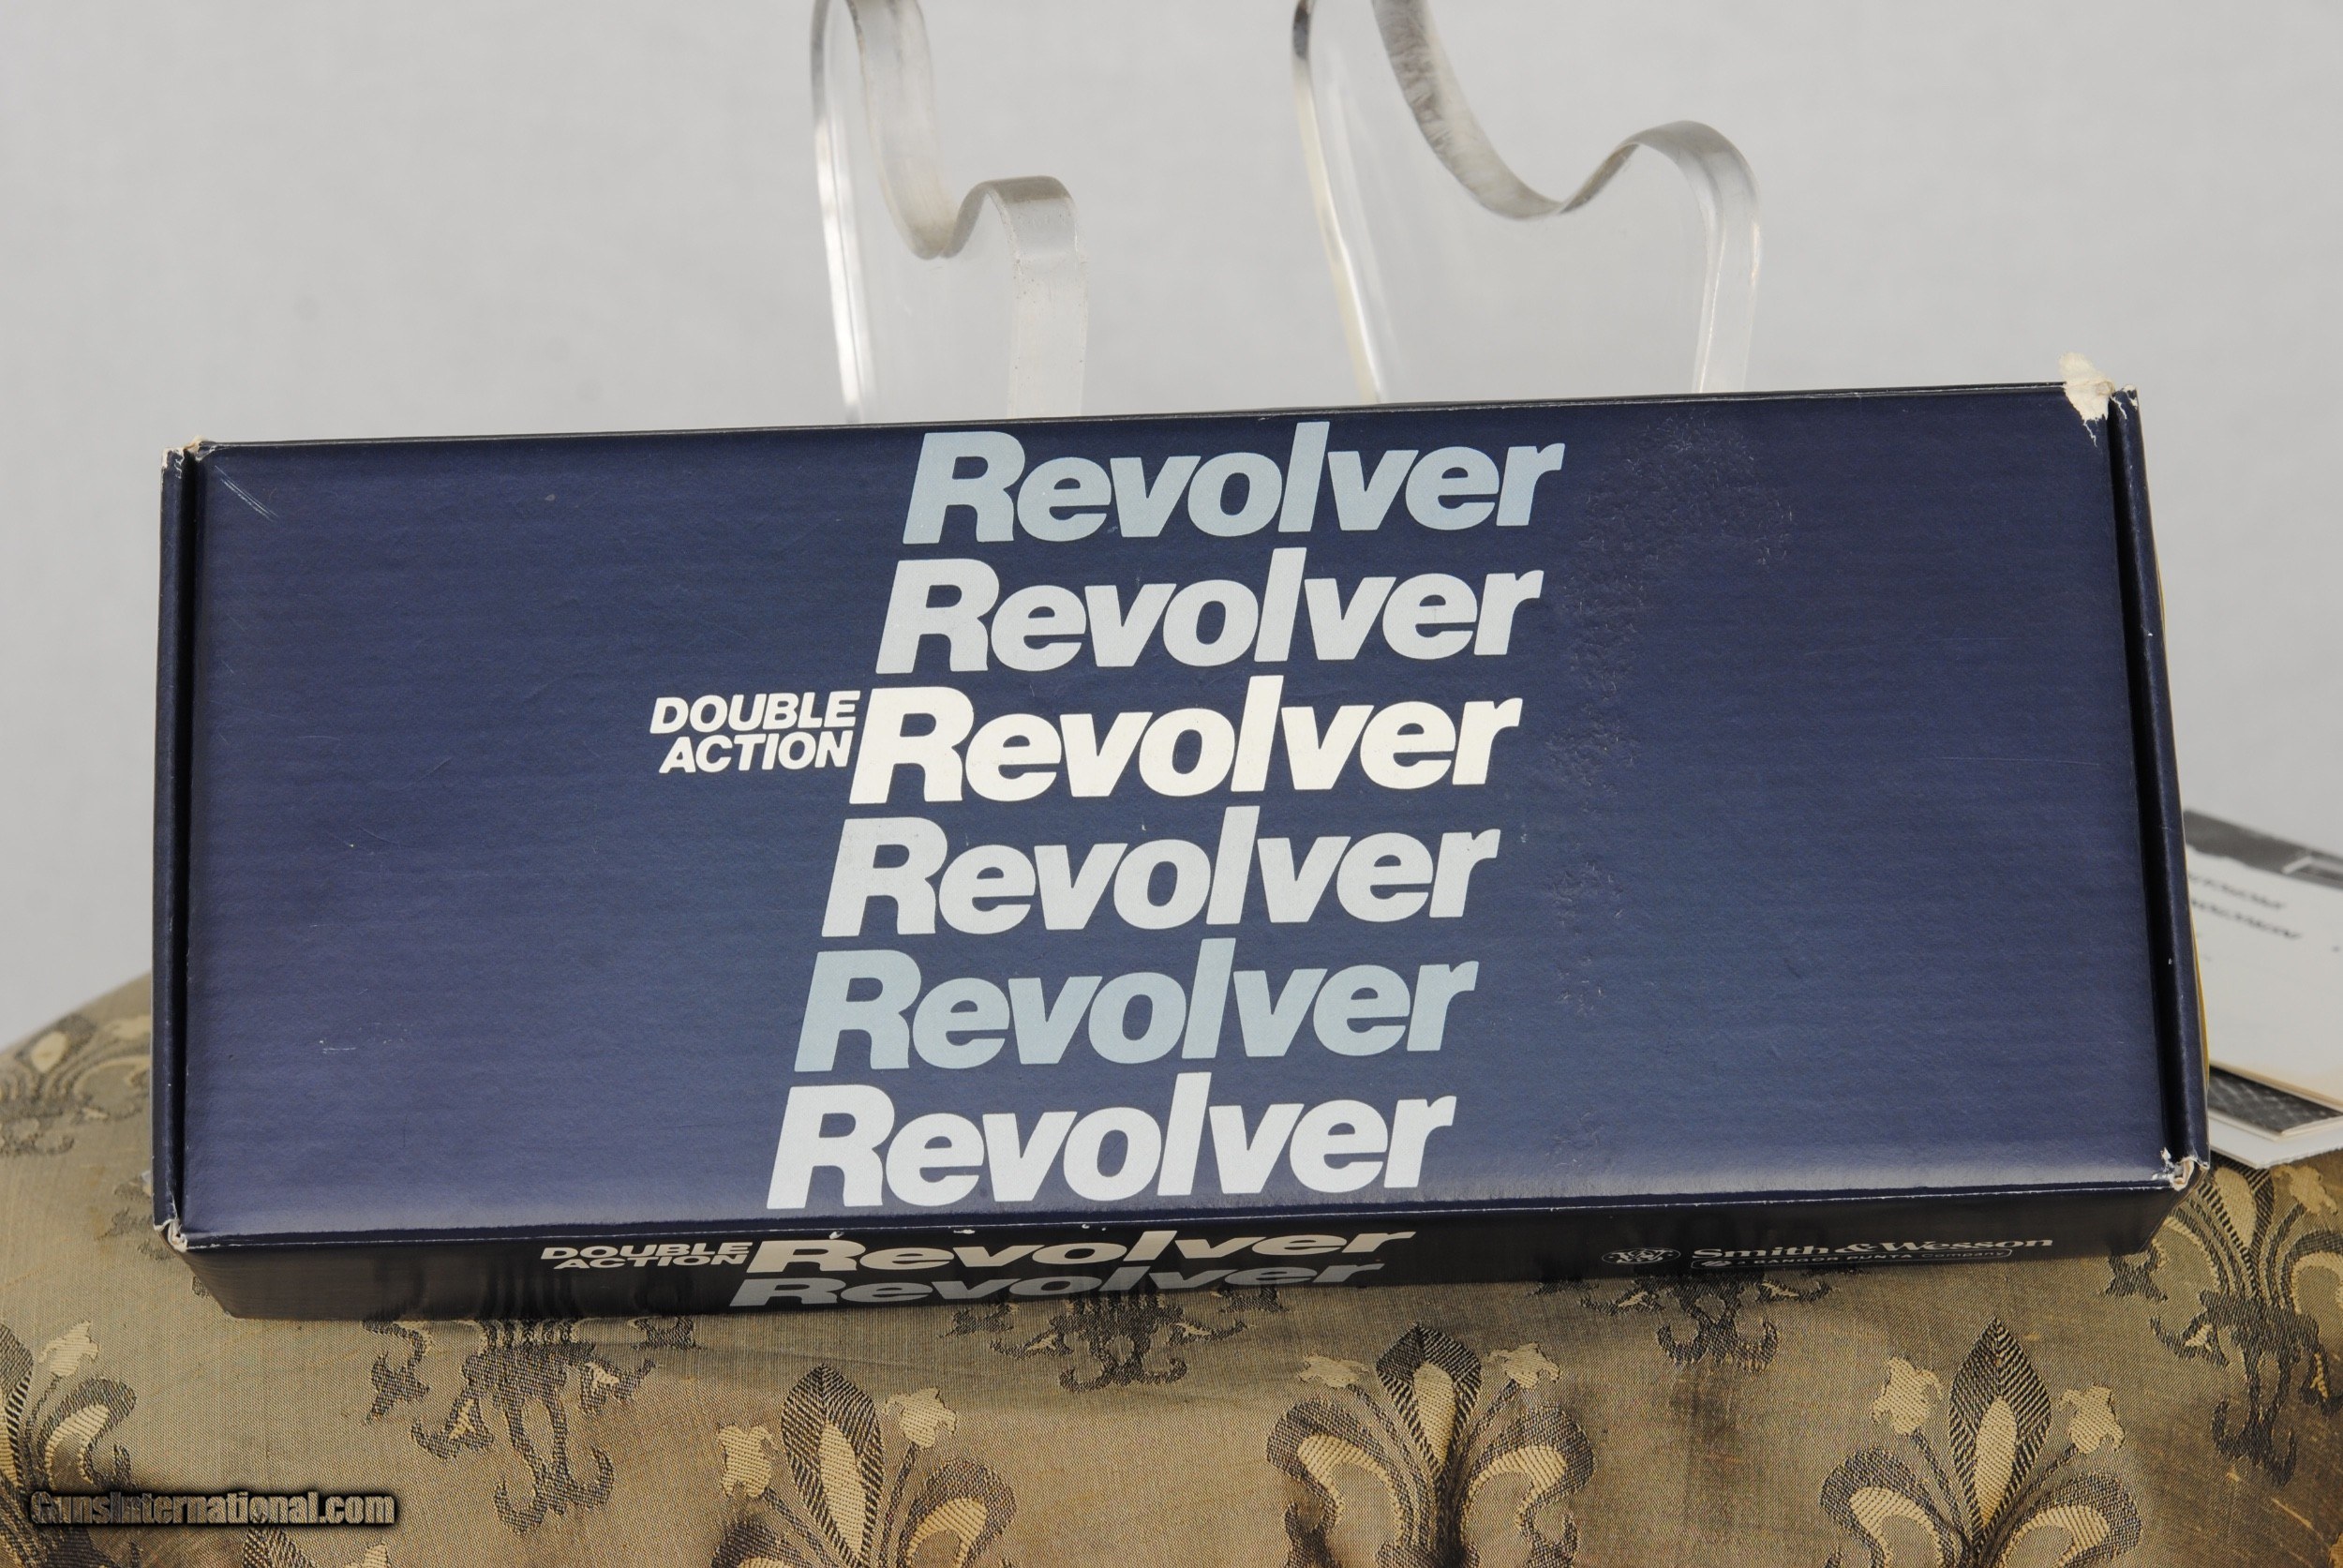 Revolver
Revolver
DOUBLE
ACTION Revolver
Revolver
Revolver
Revolver
DOUBLE
ACTION Revolver
Revolver
Smith & Wesson
GunsInternational.com